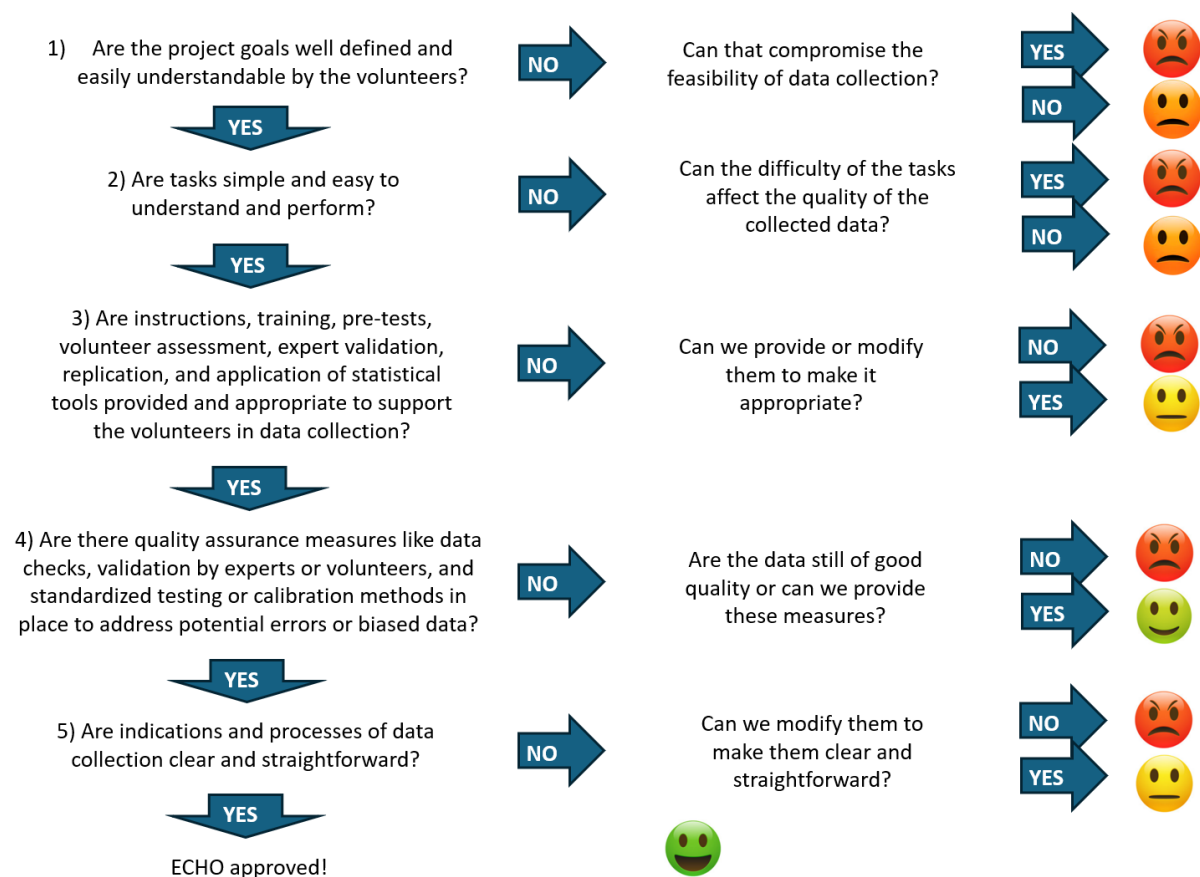 1) Are the project goals well defined and
easily understandable by the volunteers?
NO
Can that compromise the
feasibility of data collection?
YES
NO
YES
2) Are tasks simple and easy to
understand and perform?
NO
Can the difficulty of the tasks
affect the quality of the
collected data?
YES
NO
YES
3) Are instructions, training, pre-tests,
volunteer assessment, expert validation,
replication, and application of statistical
tools provided and appropriate to support
the volunteers in data collection?
NO
Can we provide or modify
them to make it
appropriate?
NO
YES
YES
4) Are there quality assurance measures like data
checks, validation by experts or volunteers, and
standardized testing or calibration methods in
place to address potential errors or biased data?
NO
Are the data still of good
quality or can we provide
these measures?
NO
YES
YES
5) Are indications and processes of data
collection clear and straightforward?
NO
Can we modify them to
make them clear and
straightforward?
NO
YES
YES
ECHO approved!